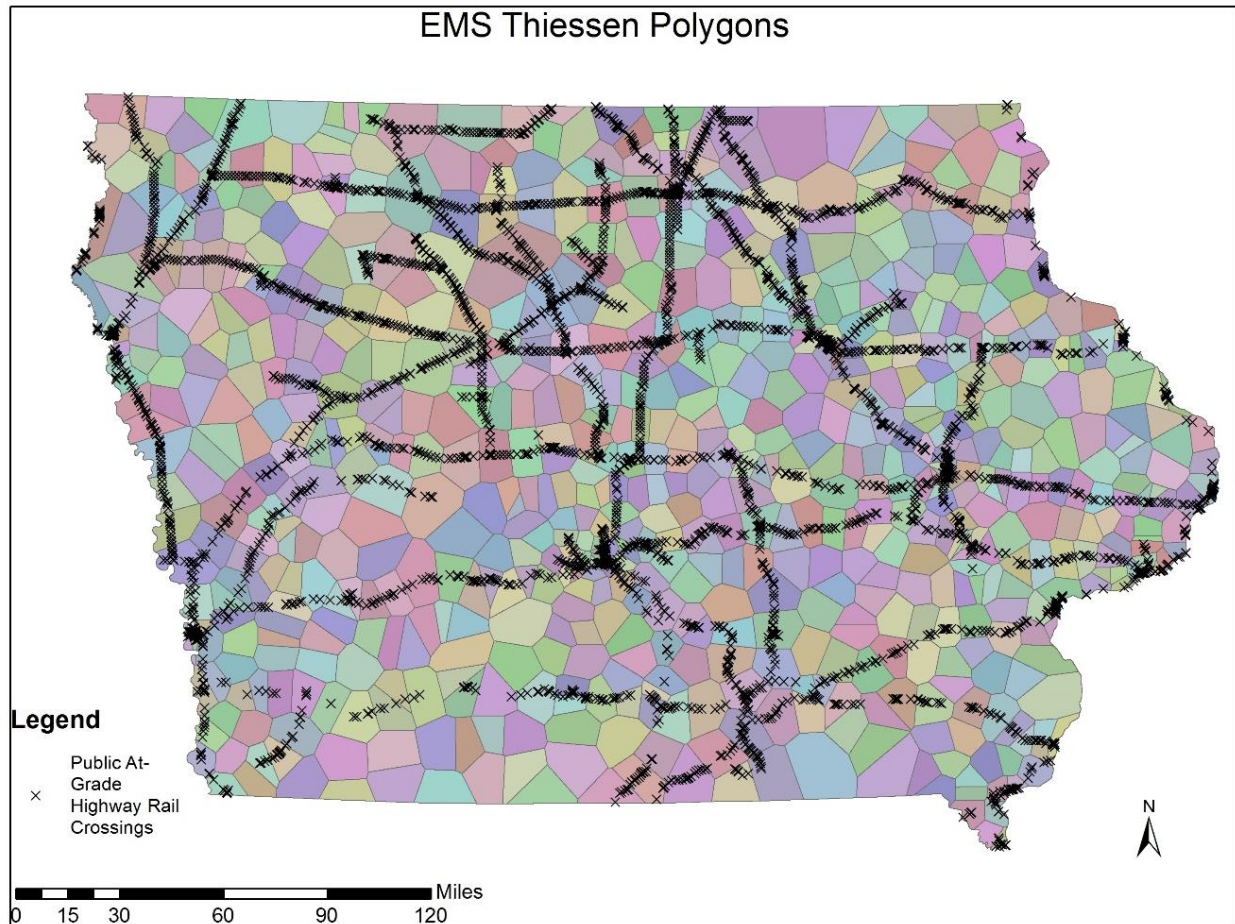 EMS Thiessen Polygons
Legend
Public At-
Grade
Highway Rail
Crossings
N
Miles
0 15 30 60 90 120